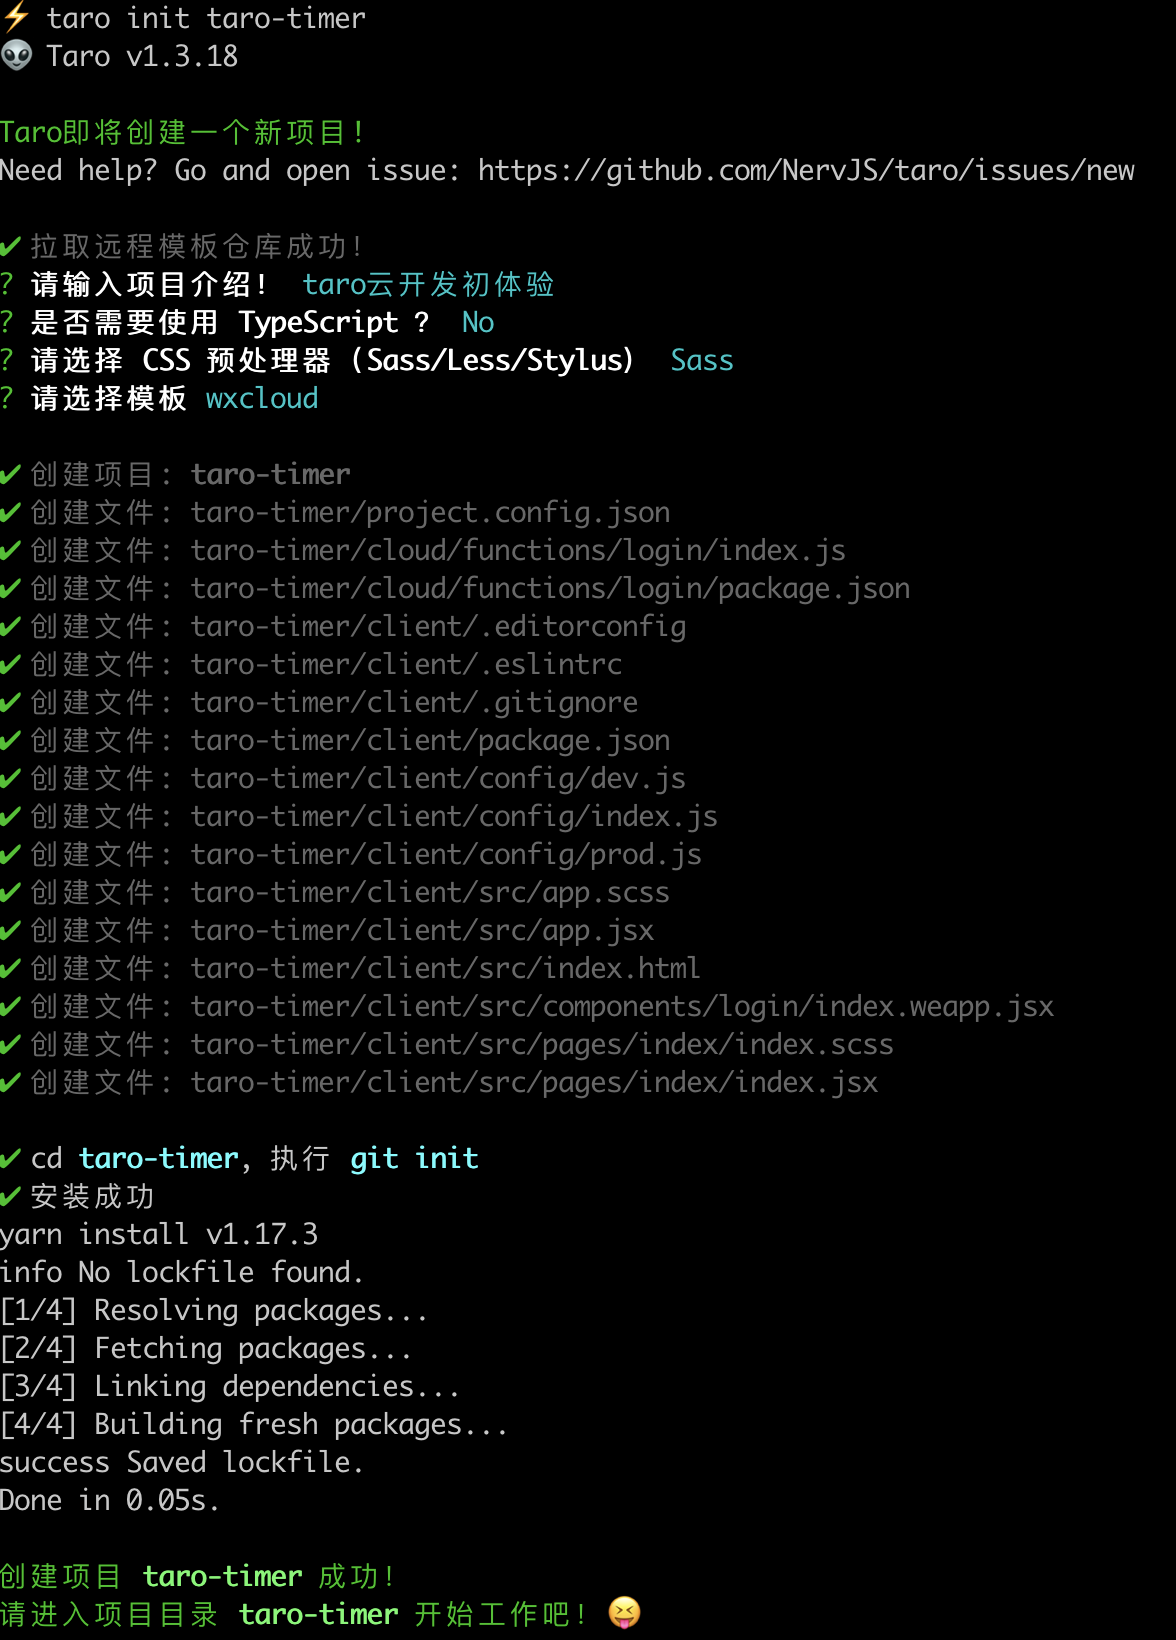 ⚡ taro init taro-timer
👽 Taro v1.3.18
Taro即将创建一个新项目!
Need help? Go and open issue: https://github.com/NervJS/taro/issues/new
✔ 拉取远程模板仓库成功!
? 请输入项目介绍! taro云开发初体验
? 是否需要使用 TypeScript ? No
? 请选择 CSS 预处理器（Sass/Less/Stylus） Sass
? 请选择模板 wxcloud
✔ 创建项目: taro-timer
✔ 创建文件: taro-timer/project.config.json
✔ 创建文件: taro-timer/cloud/functions/login/index.js
✔ 创建文件: taro-timer/cloud/functions/login/package.json
✔ 创建文件: taro-timer/client/.editorconfig
✔ 创建文件: taro-timer/client/.eslintrc
✔ 创建文件: taro-timer/client/.gitignore
✔ 创建文件: taro-timer/client/package.json
✔ 创建文件: taro-timer/client/config/dev.js
✔ 创建文件: taro-timer/client/config/index.js
✔ 创建文件: taro-timer/client/config/prod.js
✔ 创建文件: taro-timer/client/src/app.scss
✔ 创建文件: taro-timer/client/src/app.jsx
✔ 创建文件: taro-timer/client/src/index.html
✔ 创建文件: taro-timer/client/src/components/login/index.weapp.jsx
✔ 创建文件: taro-timer/client/src/pages/index/index.scss
✔ 创建文件: taro-timer/client/src/pages/index/index.jsx
✔ cd taro-timer, 执行 git init
✔ 安装成功
yarn install v1.17.3
info No lockfile found.
[1/4] Resolving packages...
[2/4] Fetching packages...
[3/4] Linking dependencies...
[4/4] Building fresh packages...
success Saved lockfile.
Done in 0.05s.
创建项目 taro-timer 成功!
请进入项目目录 taro-timer 开始工作吧! 😝